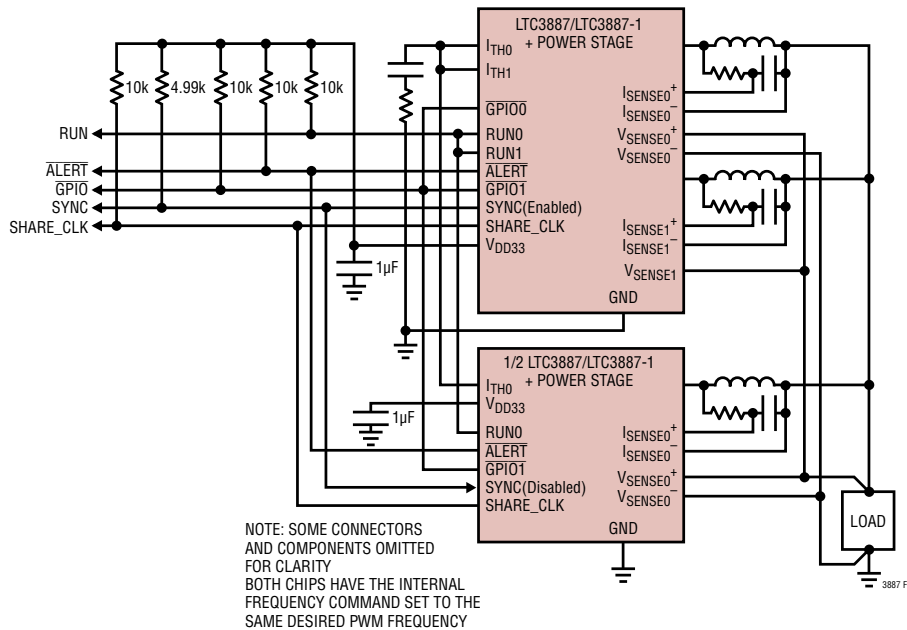 LTC3887/LTC3887-1
+ POWER STAGE
ITH0
ITH1
GPIO0
RUN0
RUN1
ALERT
GPIO1
SYNC(Enabled)
SHARE_CLK
VDD33
ISENSE0+
ISENSE0–
VSENSE0+
VSENSE0–
ISENSE1+
ISENSE1–
VSENSE1
GND
10k
4.99k
10k
10k
10k
RUN
ALERT
GPIO
SYNC
SHARE_CLK
1µF
1/2 LTC3887/LTC3887-1
+ POWER STAGE
ITH0
VDD33
RUN0
ALERT
GPIO1
SYNC(Disabled)
SHARE_CLK
ISENSE0+
ISENSE0–
VSENSE0+
VSENSE0–
GND
1µF
LOAD
NOTE: SOME CONNECTORS
AND COMPONENTS OMITTED
FOR CLARITY
BOTH CHIPS HAVE THE INTERNAL
FREQUENCY COMMAND SET TO THE
SAME DESIRED PWM FREQUENCY
3887 F